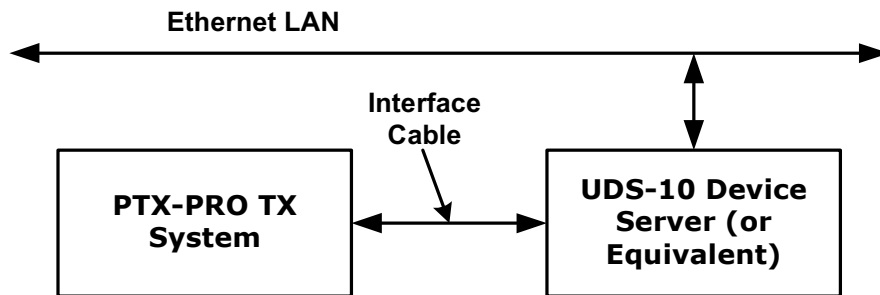 Ethernet LAN
Interface
Cable
PTX-PRO TX
System
UDS-10 Device
Server (or
Equivalent)